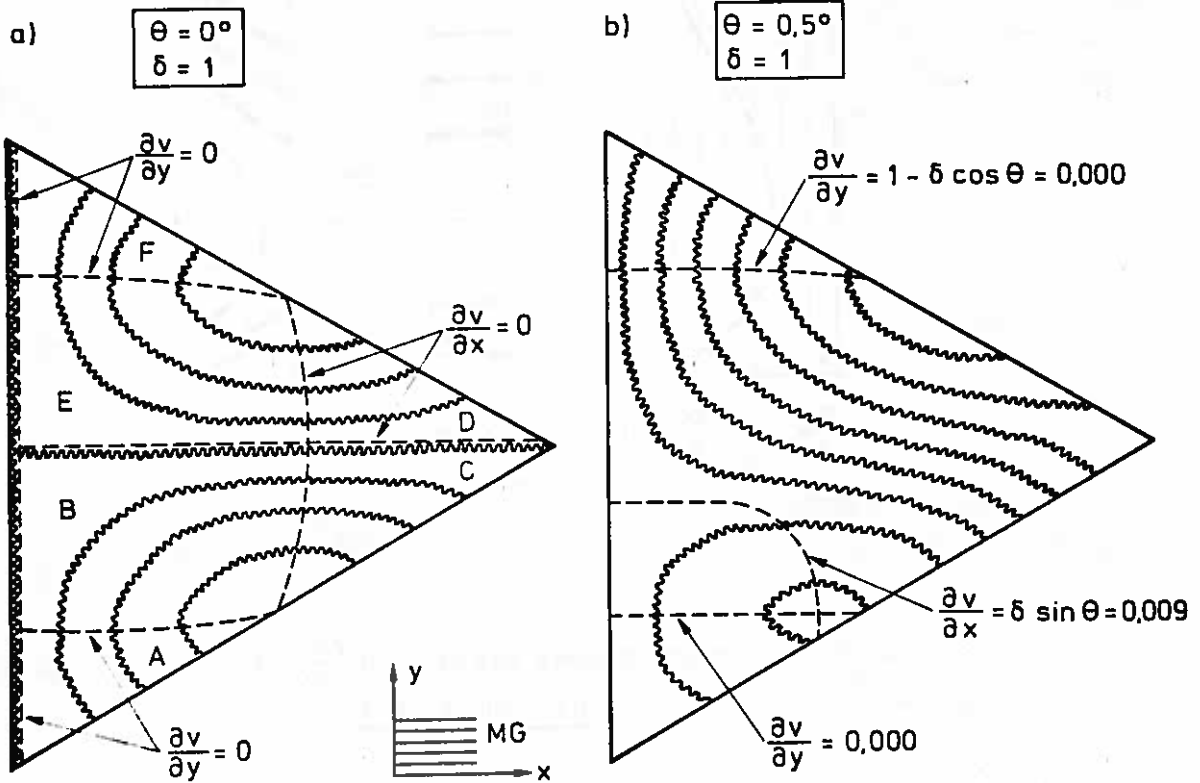 a)
θ = 0°
δ = 1
b)
θ = 0,5°
δ = 1
∂v/∂y = 0
∂v/∂y = 1 - δ cos θ = 0,000
F
∂v/∂x = 0
E
D
C
B
A
∂v/∂x = δ sin θ = 0,009
∂v/∂y = 0
y
MG
x
∂v/∂y = 0,000